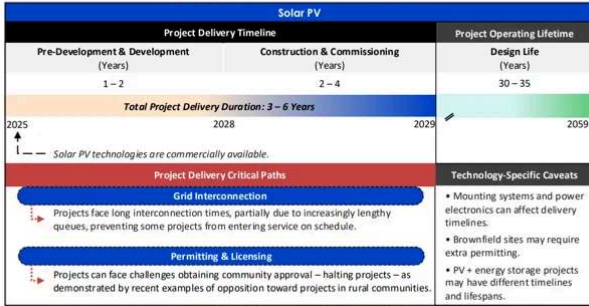 Solar PV
Project Delivery Timeline
Project Operating Lifetime
Pre-Development & Development
(Years)
Construction & Commissioning
(Years)
Design Life
(Years)
1 – 2
2 – 4
30 – 35
Total Project Delivery Duration: 3 – 6 Years
2025
2028
2029
2059
Solar PV technologies are commercially available.
Project Delivery Critical Paths
Grid Interconnection
Projects face long interconnection times, partially due to increasingly lengthy
queues, preventing some projects from entering service on schedule.
Permitting & Licensing
Projects can face challenges obtaining community approval – halting projects – as
demonstrated by recent examples of opposition toward projects in rural communities.
Technology-Specific Caveats
• Mounting systems and power
electronics can affect delivery
timelines.
• Brownfield sites may require
extra permitting.
• PV + energy storage projects
may have different timelines
and lifespans.